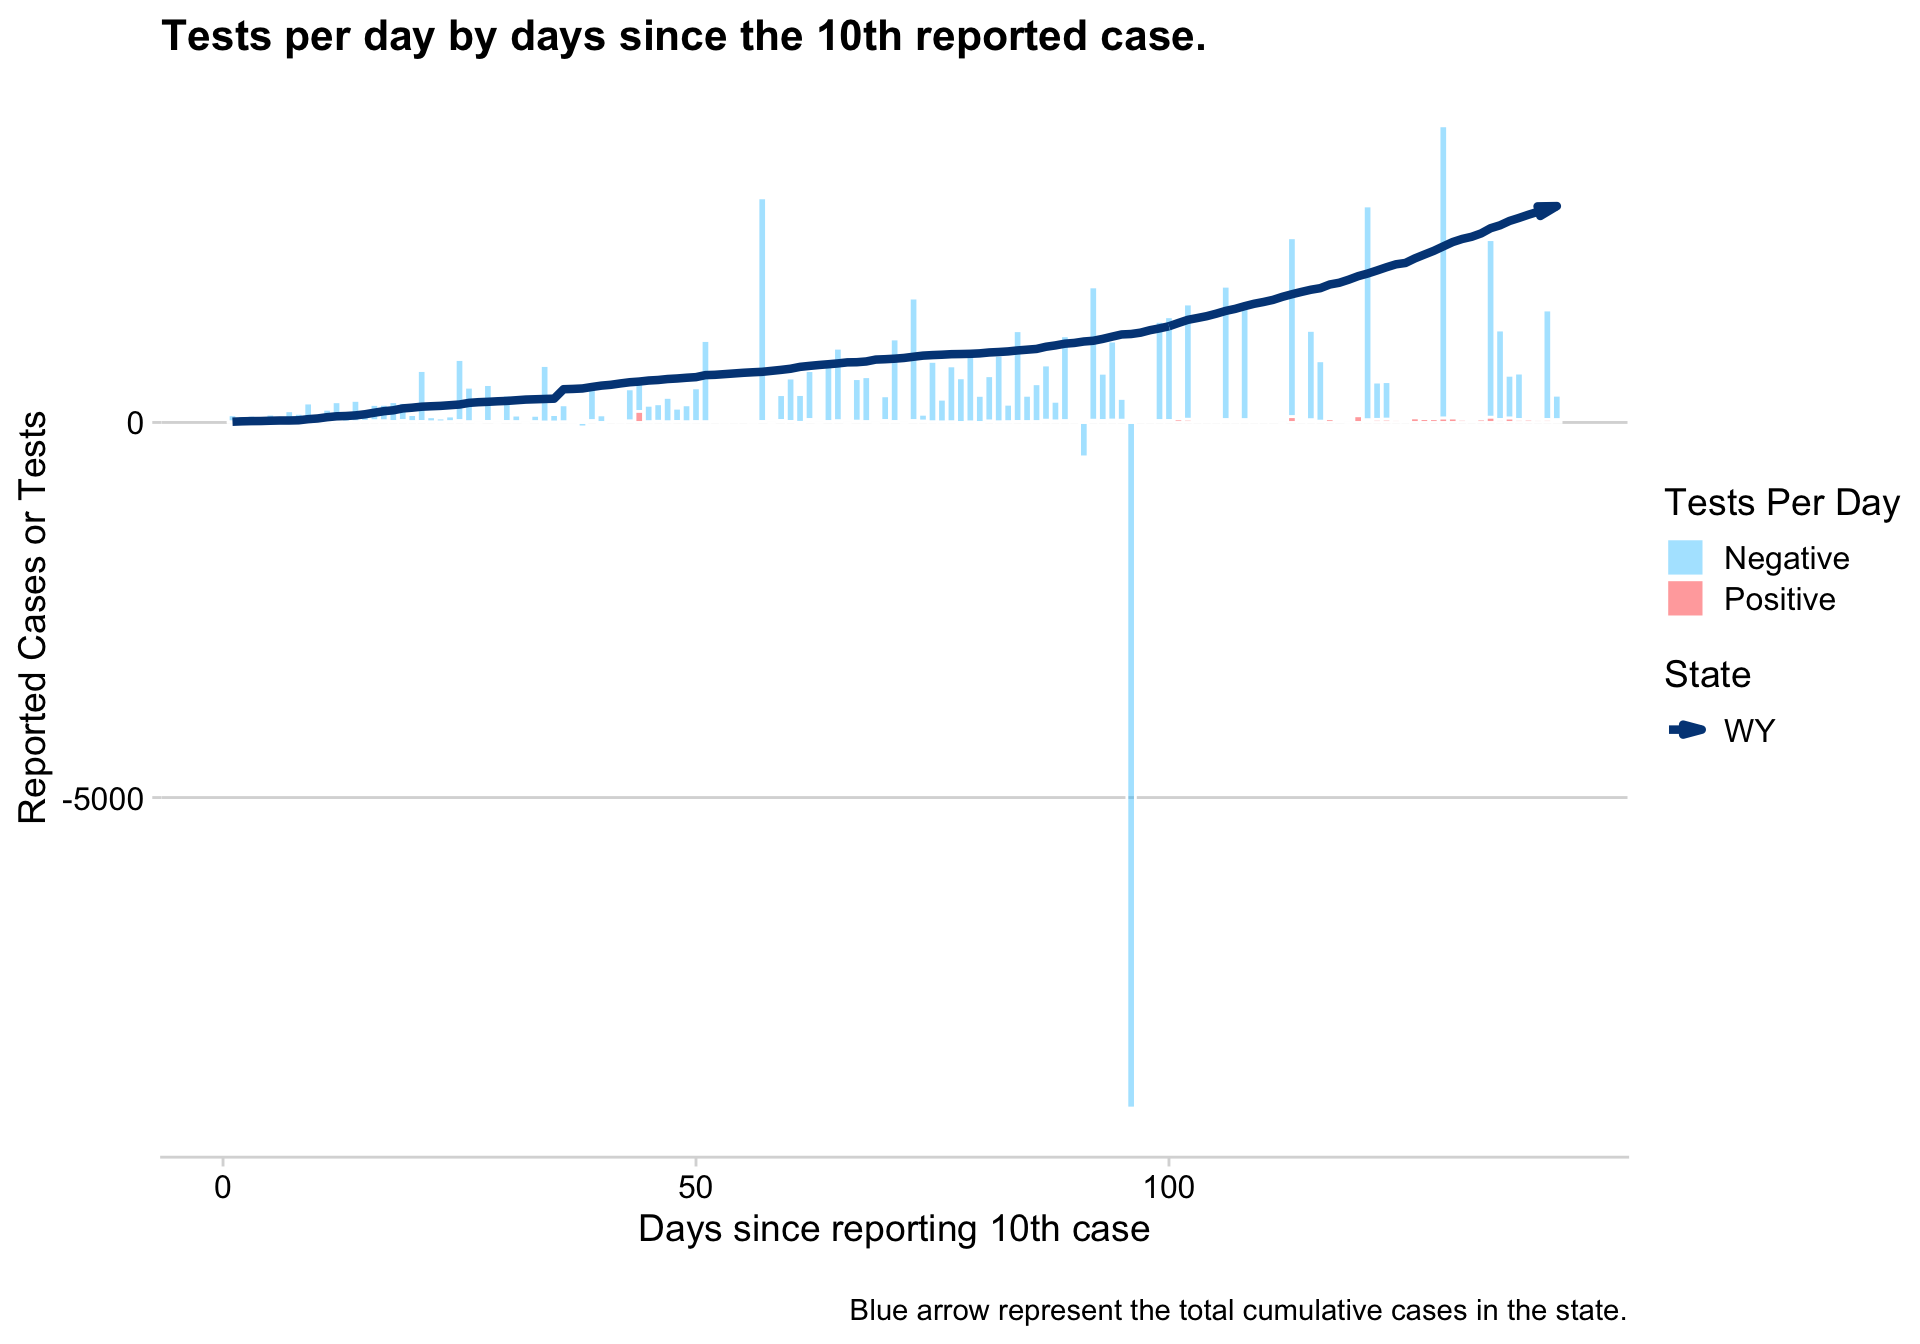 Tests per day by days since the 10th reported case.
Reported Cases or Tests
0
-5000
0
50
100
Days since reporting 10th case
Tests Per Day
Negative
Positive
State
WY
Blue arrow represent the total cumulative cases in the state.